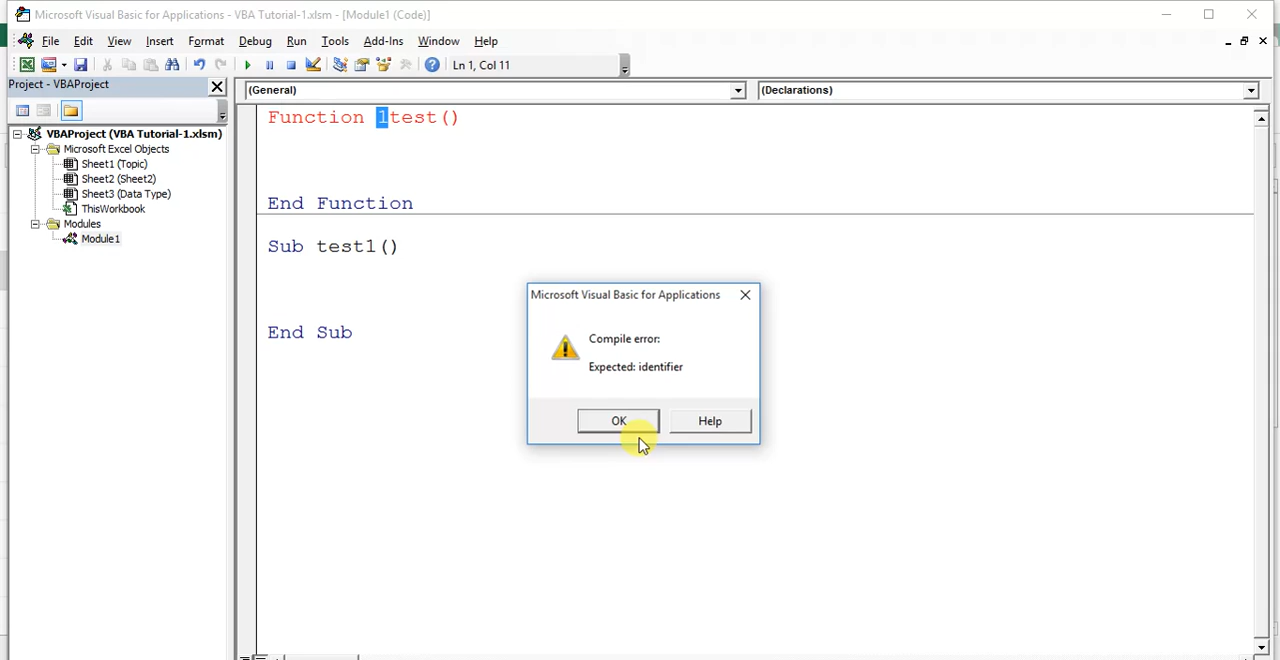 Microsoft Visual Basic for Applications - VBA Tutorial-1.xlsm - [Module1 (Code)]
File Edit View Insert Format Debug Run Tools Add-Ins Window Help
Ln 1, Col 11
Project - VBAProject
(General) (Declarations)
VBAProject (VBA Tutorial-1.xlsm)
Microsoft Excel Objects
Sheet1 (Topic)
Sheet2 (Sheet2)
Sheet3 (Data Type)
ThisWorkbook
Modules
Module1
Function 1test()
End Function
Sub test1()
End Sub
Microsoft Visual Basic for Applications
Compile error:
Expected: identifier
OK Help